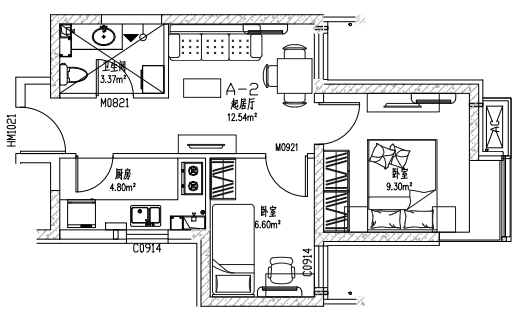 卫生间
3.37m²
M0821
A-2
起居厅
12.54m²
HM1021
M0921
AC
厨房
4.80m²
卧室
9.30m²
卧室
6.60m²
C0914
C0914